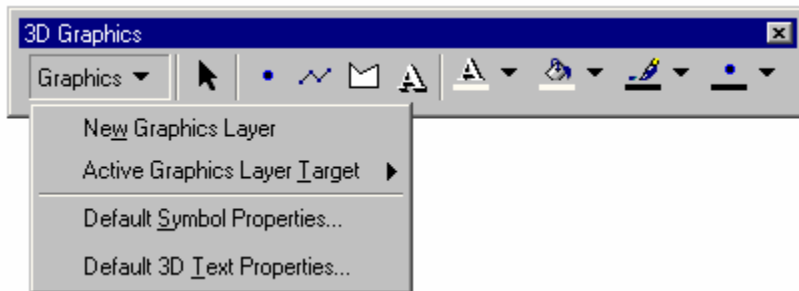 3D Graphics
Graphics
New Graphics Layer
Active Graphics Layer Target
Default Symbol Properties...
Default 3D Text Properties...